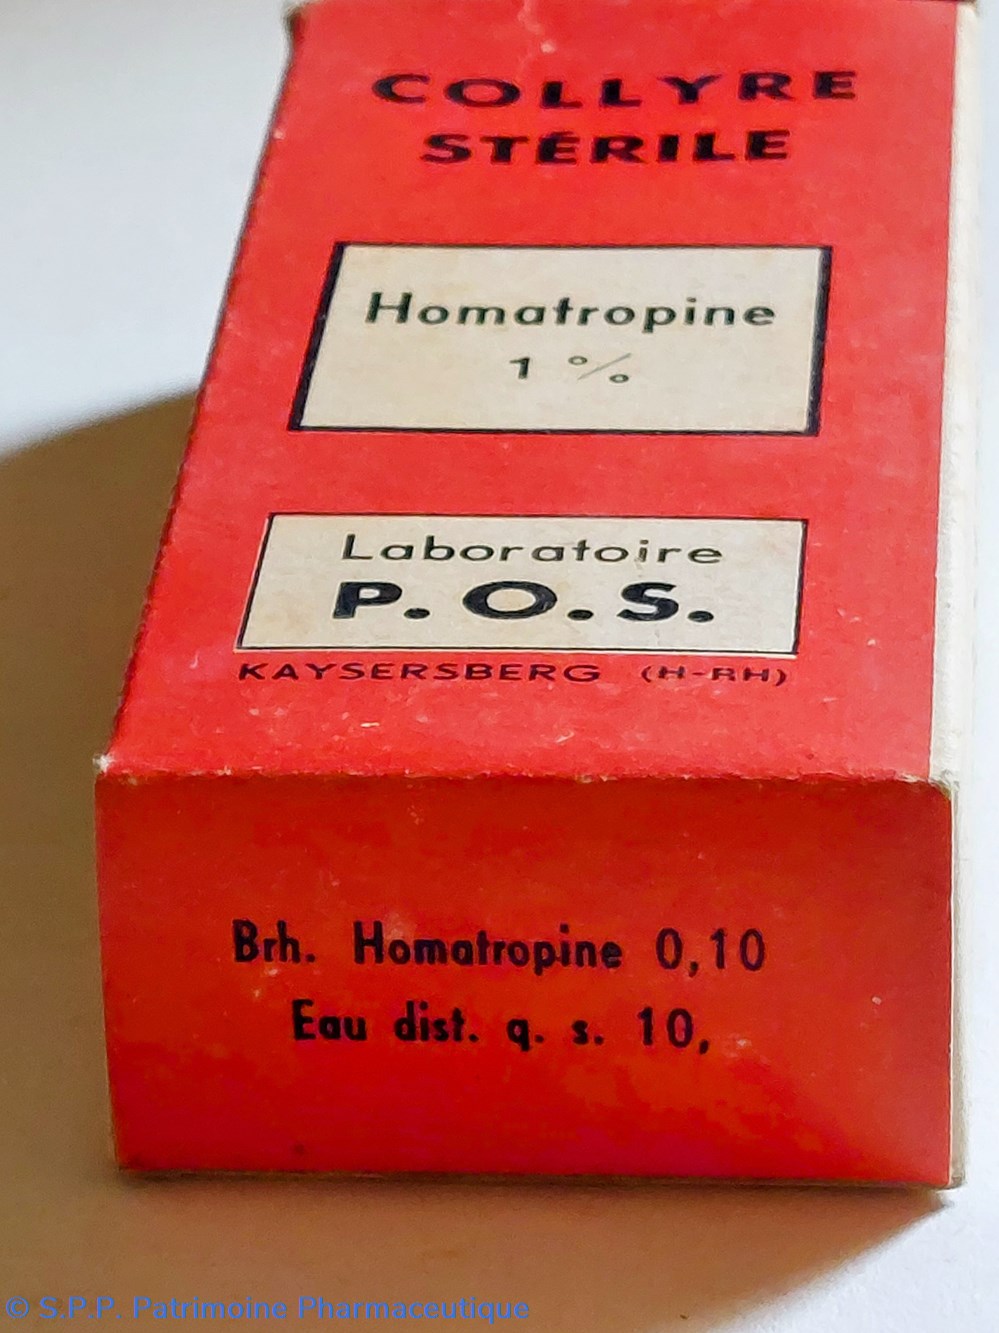 COLLYRE
STÉRILE
Homatropine
1 %
Laboratoire
P. O. S.
KAYSERSBERG (H-RH)
Brh. Homatropine 0,10
Eau dist. q. s. 10,
© S.P.P. Patrimoine Pharmaceutique